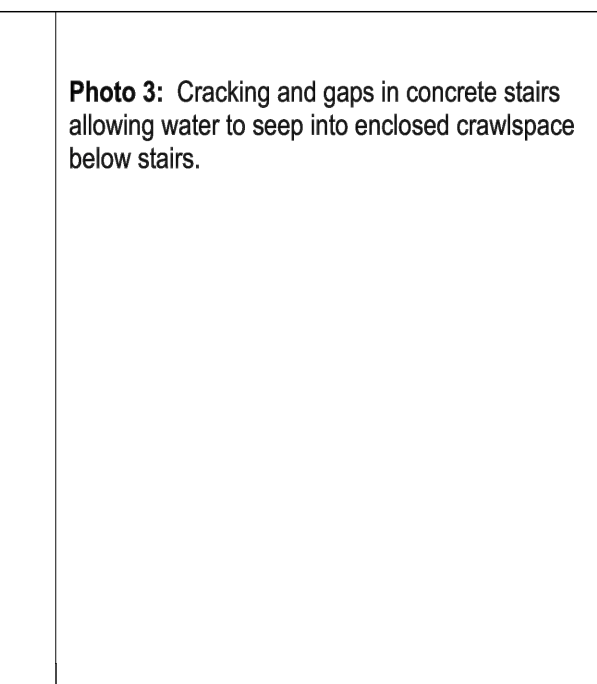 Photo 3: Cracking and gaps in concrete stairs
allowing water to seep into enclosed crawlspace
below stairs.